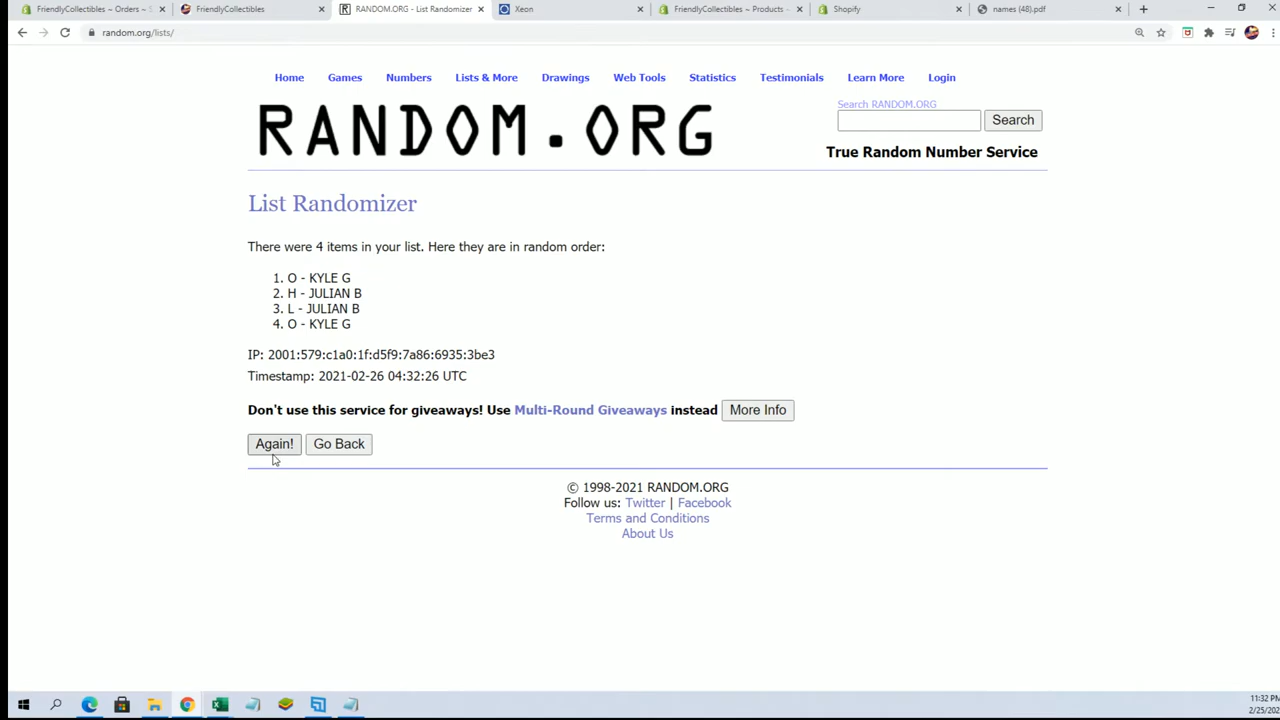 FriendlyCollectibles ~ Orders ~ S
FriendlyCollectibles
RANDOM.ORG - List Randomizer
Xeon
FriendlyCollectibles ~ Products ~
Shopify
names (48).pdf
random.org/lists/
Home Games Numbers Lists & More Drawings Web Tools Statistics Testimonials Learn More Login
RANDOM.ORG
Search RANDOM.ORG
Search
True Random Number Service
List Randomizer
There were 4 items in your list. Here they are in random order:
1. O - KYLE G
2. H - JULIAN B
3. L - JULIAN B
4. O - KYLE G
IP: 2001:579:c1a0:1f:d5f9:7a86:6935:3be3
Timestamp: 2021-02-26 04:32:26 UTC
Don't use this service for giveaways! Use Multi-Round Giveaways instead More Info
Again! Go Back
© 1998-2021 RANDOM.ORG
Follow us: Twitter | Facebook
Terms and Conditions
About Us
11:32 PM
2/25/202